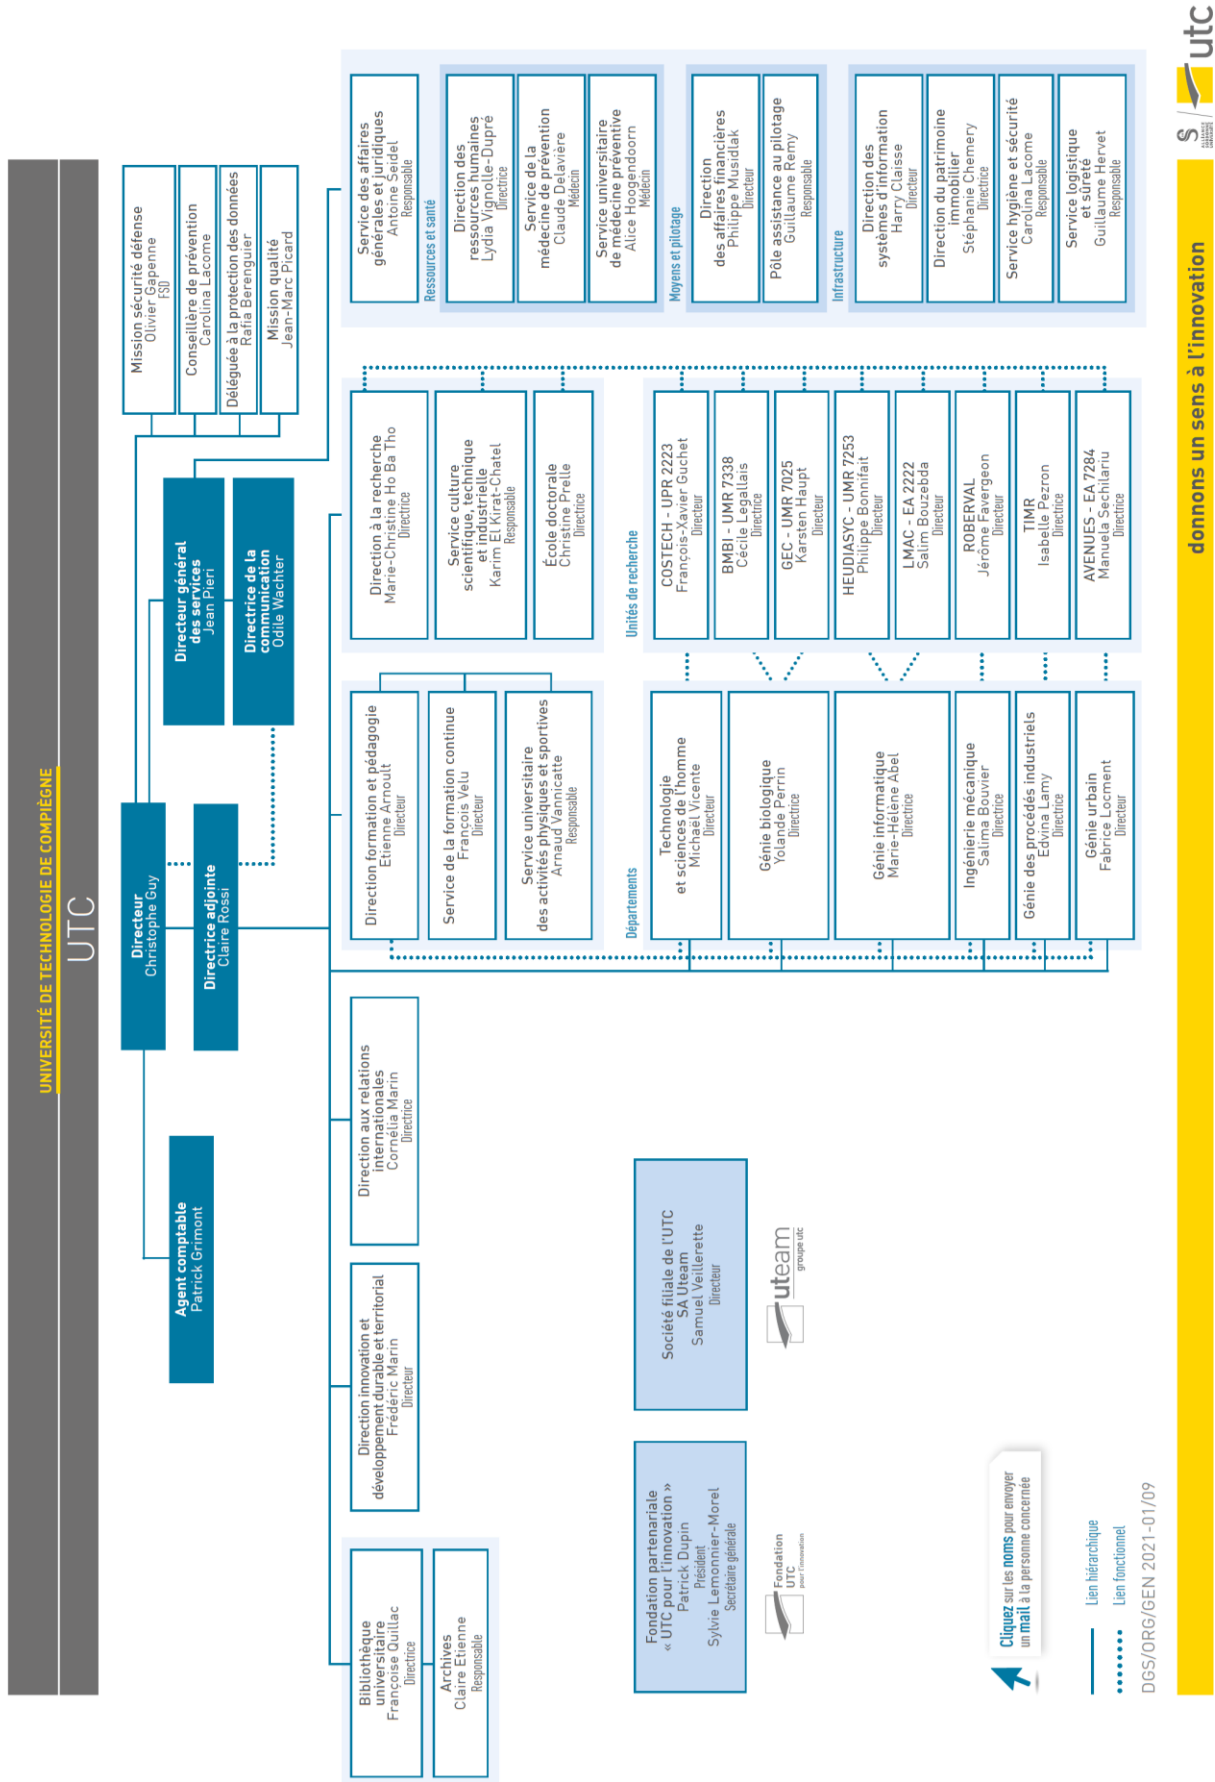 UNIVERSITÉ DE TECHNOLOGIE DE COMPIÈGNE
UTC
Directeur
Christophe Guy
Directrice adjointe
Claire Rossi
Agent comptable
Patrick Grimont
Directeur général
des services
Jean Pieri
Directrice de la
communication
Odile Wachter
Mission sécurité défense
Olivier Gapenne
FSD
Conseillère de prévention
Carolina Lacome
Déléguée à la protection des données
Rafia Berenguier
Mission qualité
Jean-Marc Picard
Bibliothèque
universitaire
Françoise Quillac
Directrice
Archives
Claire Etienne
Responsable
Direction innovation et
développement durable et territorial
Frédéric Marin
Directeur
Direction aux relations
internationales
Cornélia Marin
Directrice
Direction formation et pédagogie
Etienne Arnoult
Directeur
Service de la formation continue
François Velu
Directeur
Service universitaire
des activités physiques et sportives
Arnaud Vannicatte
Responsable
Direction à la recherche
Marie-Christine Ho Ba Tho
Directrice
Service culture
scientifique, technique
et industrielle
Karim El Kirat-Chatel
Responsable
École doctorale
Christine Prelle
Directrice
Service des affaires
générales et juridiques
Antoine Seidel
Responsable
Ressources et santé
Direction des
ressources humaines
Lydia Vignolle-Dupré
Directrice
Service de la
médecine de prévention
Claude Delavière
Médecin
Service universitaire
de médecine préventive
Alice Hoogendoorn
Médecin
Moyens et pilotage
Direction
des affaires financières
Philippe Musidlak
Directeur
Pôle assistance au pilotage
Guillaume Remy
Responsable
Infrastructure
Direction des
systèmes d'information
Harry Claisse
Directeur
Direction du patrimoine
immobilier
Stéphanie Chemery
Directrice
Service hygiène et sécurité
Carolina Lacome
Responsable
Service logistique
et sûreté
Guillaume Hervet
Responsable
Départements
Technologie
et sciences de l'homme
Michaël Vicente
Directeur
Génie biologique
Yolande Perrin
Directrice
Génie informatique
Marie-Hélène Abel
Directrice
Ingénierie mécanique
Salima Bouvier
Directrice
Génie des procédés industriels
Edvina Lamy
Directrice
Génie urbain
Fabrice Locment
Directeur
Unités de recherche
COSTECH - UPR 2223
François-Xavier Guchet
Directeur
BMBI - UMR 7338
Cécile Legallais
Directrice
GEC - UMR 7025
Karsten Haupt
Directeur
HEUDIASYC - UMR 7253
Philippe Bonnifait
Directeur
LMAC - EA 2222
Salim Bouzebda
Directeur
ROBERVAL
Jérôme Favergeon
Directeur
TIMR
Isabelle Pezron
Directrice
AVENUES - EA 7284
Manuela Sechilariu
Directrice
Fondation partenariale
« UTC pour l'innovation »
Patrick Dupin
Président
Sylvie Lemonnier-Morel
Secrétaire générale
Fondation
UTC
pour l'innovation
Société filiale de l'UTC
SA Uteam
Samuel Veillerette
Directeur
uteam
groupe utc
Cliquez sur les noms pour envoyer
un mail à la personne concernée
Lien hiérarchique
Lien fonctionnel
DGS/ORG/GEN 2021-01/09
donnons un sens à l'innovation
S
utc